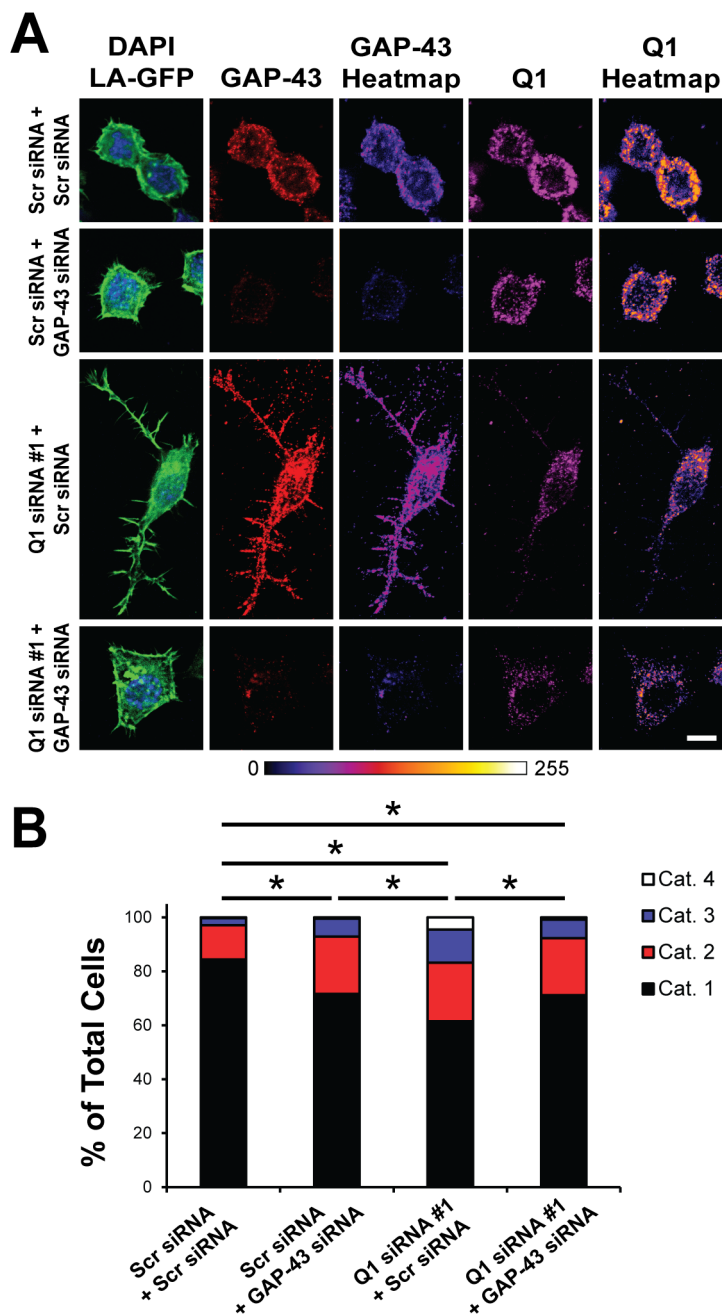 A
DAPI
LA-GFP
GAP-43
GAP-43
Heatmap
Q1
Q1
Heatmap
Scr siRNA +
Scr siRNA
Scr siRNA +
GAP-43 siRNA
Q1 siRNA #1 +
Scr siRNA
Q1 siRNA #1 +
GAP-43 siRNA
0
255
B
*
*
*
*
*
Cat. 4
Cat. 3
Cat. 2
Cat. 1
% of Total Cells
100
80
60
40
20
0
Scr siRNA
+ Scr siRNA
Scr siRNA
+ GAP-43 siRNA
Q1 siRNA #1
+ Scr siRNA
Q1 siRNA #1
+ GAP-43 siRNA